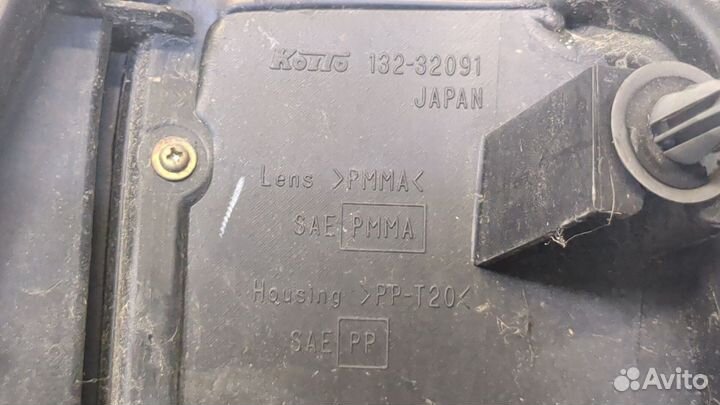 KOITO 132-32091
JAPAN
Lens >PMMA<
SAE PMMA
Housing >PP-T20<
SAE PP
Avito